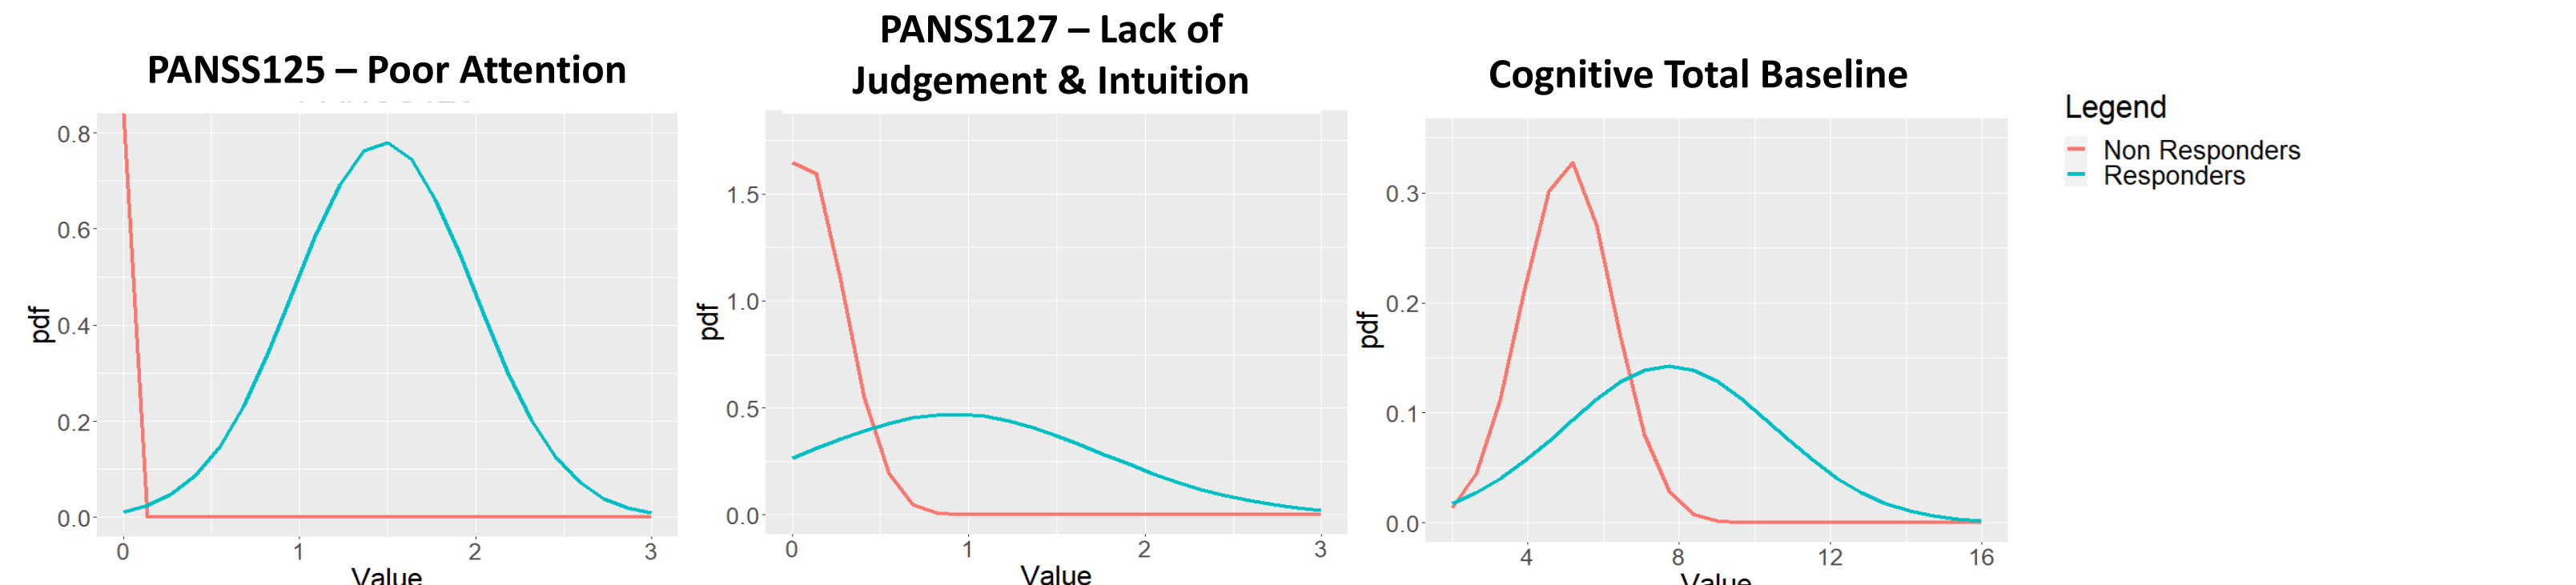 PANSS125 – Poor Attention
0.8
0.6
0.4
0.2
0.0
pdf
0
1
2
3
Value
PANSS127 – Lack of
Judgement & Intuition
1.5
1.0
0.5
0.0
pdf
0
1
2
3
Value
Cognitive Total Baseline
0.3
0.2
0.1
0.0
pdf
4
8
12
16
Value
Legend
Non Responders
Responders